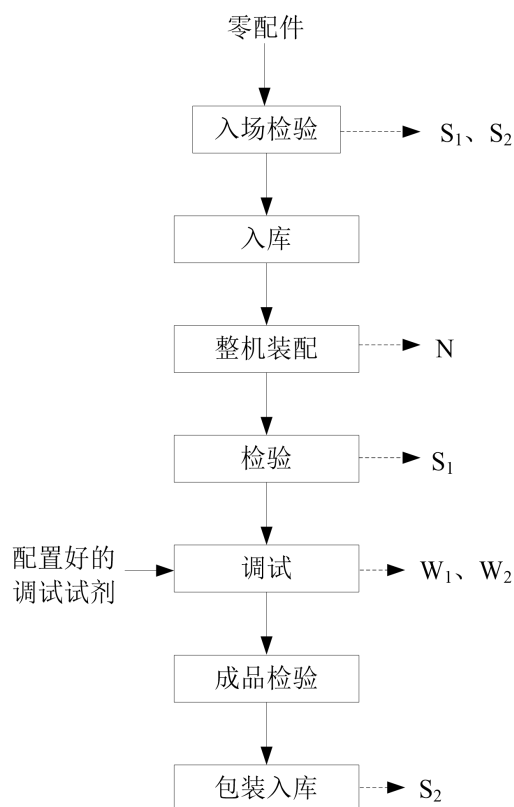 零配件
入场检验
S₁、S₂
入库
整机装配
N
检验
S₁
配置好的
调试试剂
调试
W₁、W₂
成品检验
包装入库
S₂